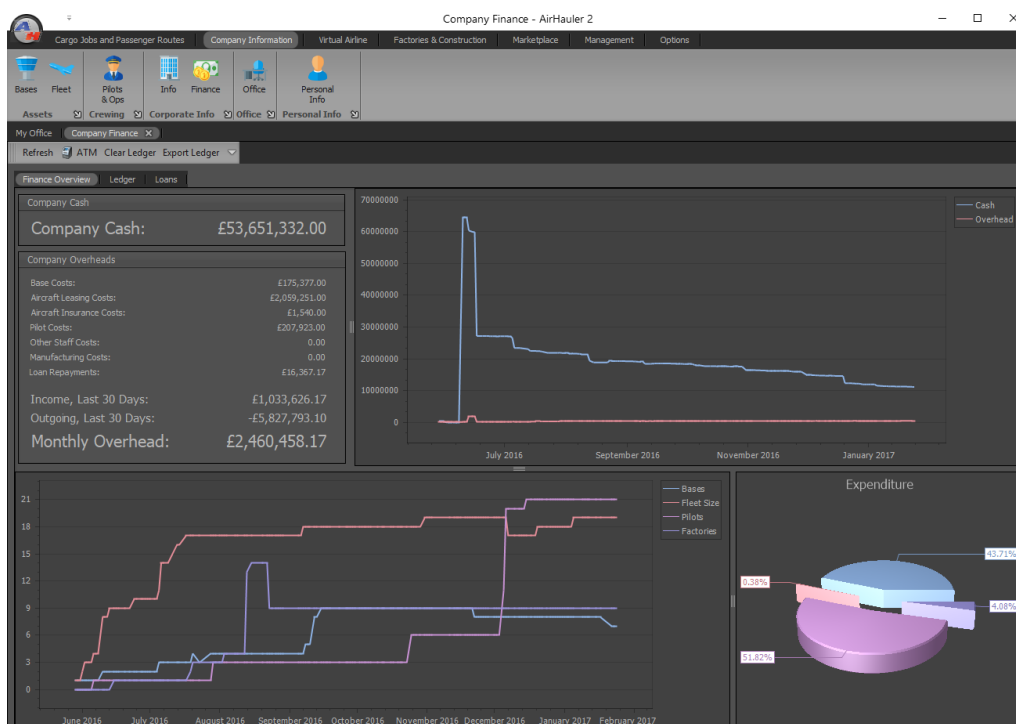 Company Finance - AirHauler 2
AH
Cargo Jobs and Passenger Routes Company Information Virtual Airline Factories & Construction Marketplace Management Options
Bases Fleet Pilots & Ops Info Finance Office Personal Info
Assets Crewing Corporate Info Office Personal Info
My Office Company Finance X
Refresh ATM Clear Ledger Export Ledger
Finance Overview Ledger Loans
Company Cash
Company Cash: £53,651,332.00
Company Overheads
Base Costs: £175,377.00
Aircraft Leasing Costs: £2,059,251.00
Aircraft Insurance Costs: £1,540.00
Pilot Costs: £207,923.00
Other Staff Costs: 0.00
Manufacturing Costs: 0.00
Loan Repayments: £16,367.17
Income, Last 30 Days: £1,033,626.17
Outgoing, Last 30 Days: -£5,827,793.10
Monthly Overhead: £2,460,458.17
70000000
60000000
50000000
40000000
30000000
20000000
10000000
0
July 2016 September 2016 November 2016 January 2017
Cash
Overhead
21
18
15
12
9
6
3
0
June 2016 July 2016 August 2016 September 2016 October 2016 November 2016 December 2016 January 2017 February 2017
Bases
Fleet Size
Pilots
Factories
Expenditure
43.71%
0.38%
4.08%
51.82%